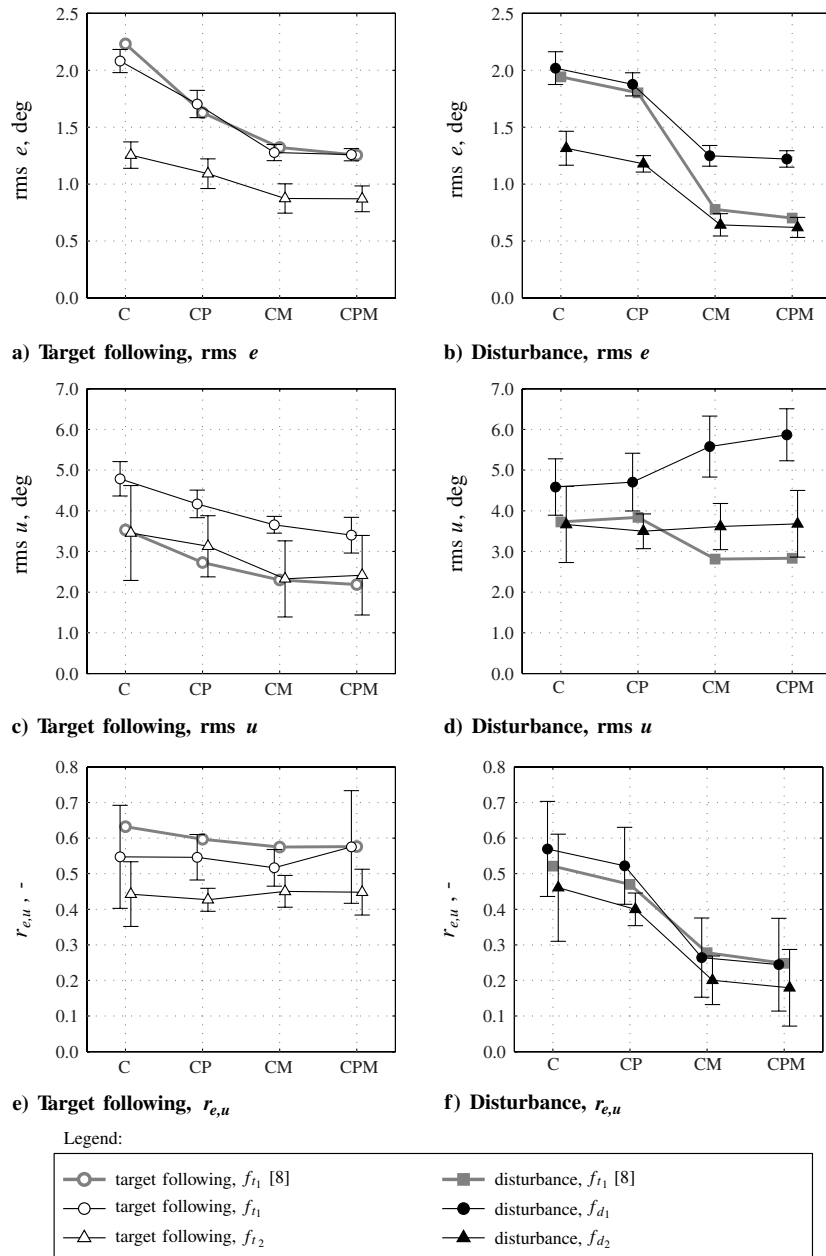 2.5
2.0
1.5
1.0
0.5
0.0
rms e, deg
C CP CM CPM
a) Target following, rms e
2.5
2.0
1.5
1.0
0.5
0.0
rms e, deg
C CP CM CPM
b) Disturbance, rms e
7.0
6.0
5.0
4.0
3.0
2.0
1.0
0.0
rms u, deg
C CP CM CPM
c) Target following, rms u
7.0
6.0
5.0
4.0
3.0
2.0
1.0
0.0
rms u, deg
C CP CM CPM
d) Disturbance, rms u
0.8
0.7
0.6
0.5
0.4
0.3
0.2
0.1
0.0
r_{e,u} , -
C CP CM CPM
e) Target following, r_{e,u}
0.8
0.7
0.6
0.5
0.4
0.3
0.2
0.1
0.0
r_{e,u} , -
C CP CM CPM
f) Disturbance, r_{e,u}
Legend:
target following, f_{t_1} [8]
target following, f_{t_1}
target following, f_{t_2}
disturbance, f_{t_1} [8]
disturbance, f_{d_1}
disturbance, f_{d_2}